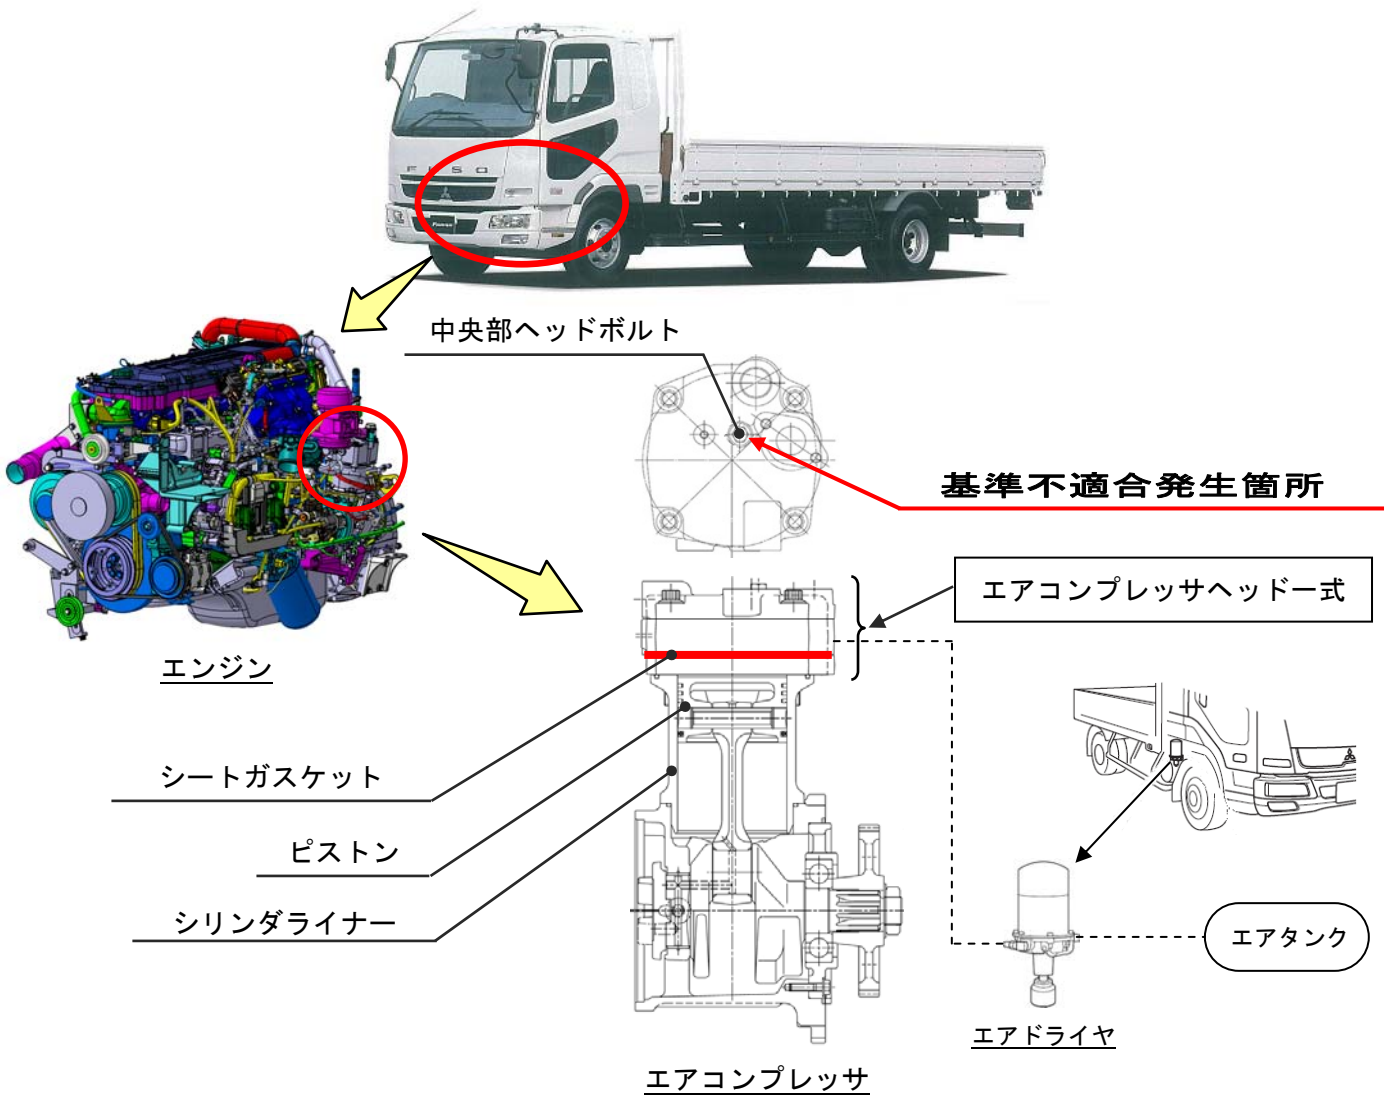 FUSO
中央部ヘッドボルト
基準不適合発生箇所
エアコンプレッサヘッド一式
エンジン
シートガスケット
ピストン
シリンダライナー
エアタンク
エアドライヤ
エアコンプレッサ